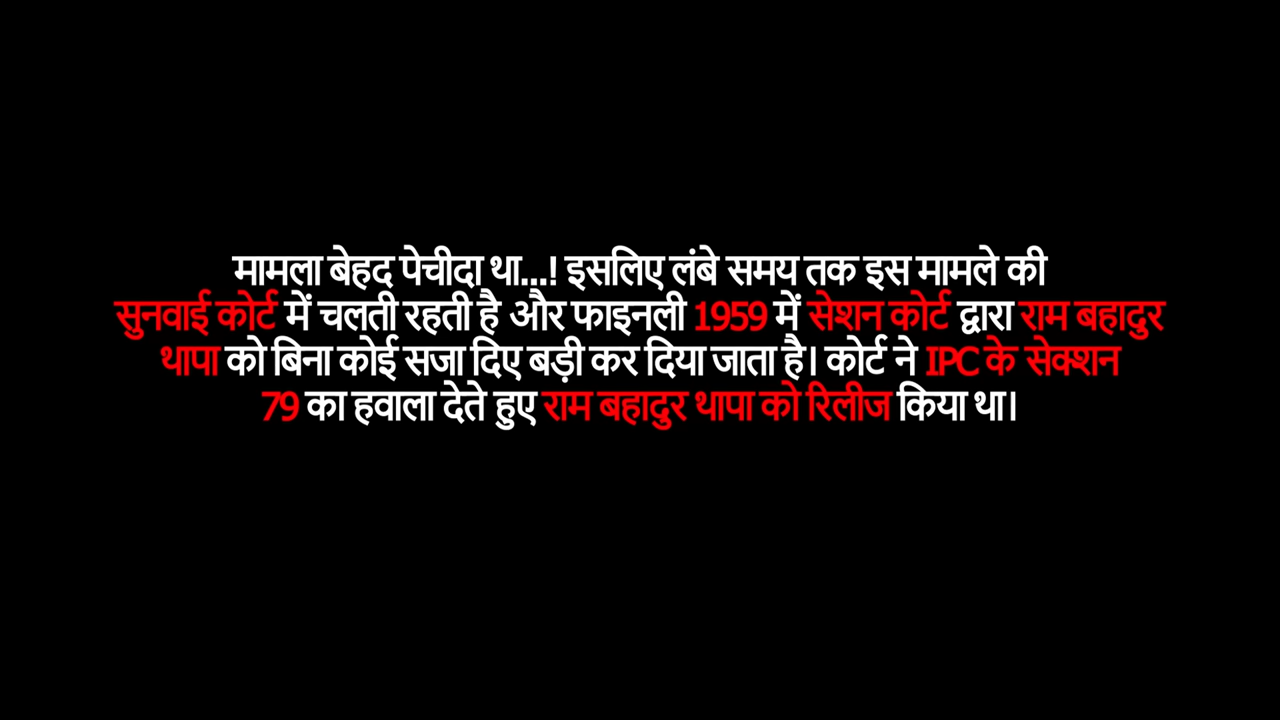 मामला बेहद पेचीदा था...! इसलिए लंबे समय तक इस मामले की
सुनवाई कोर्ट में चलती रहती है और फाइनली 1959 में सेशन कोर्ट द्वारा राम बहादुर
थापा को बिना कोई सजा दिए बड़ी कर दिया जाता है। कोर्ट ने IPC के सेक्शन
79 का हवाला देते हुए राम बहादुर थापा को रिलीज किया था।